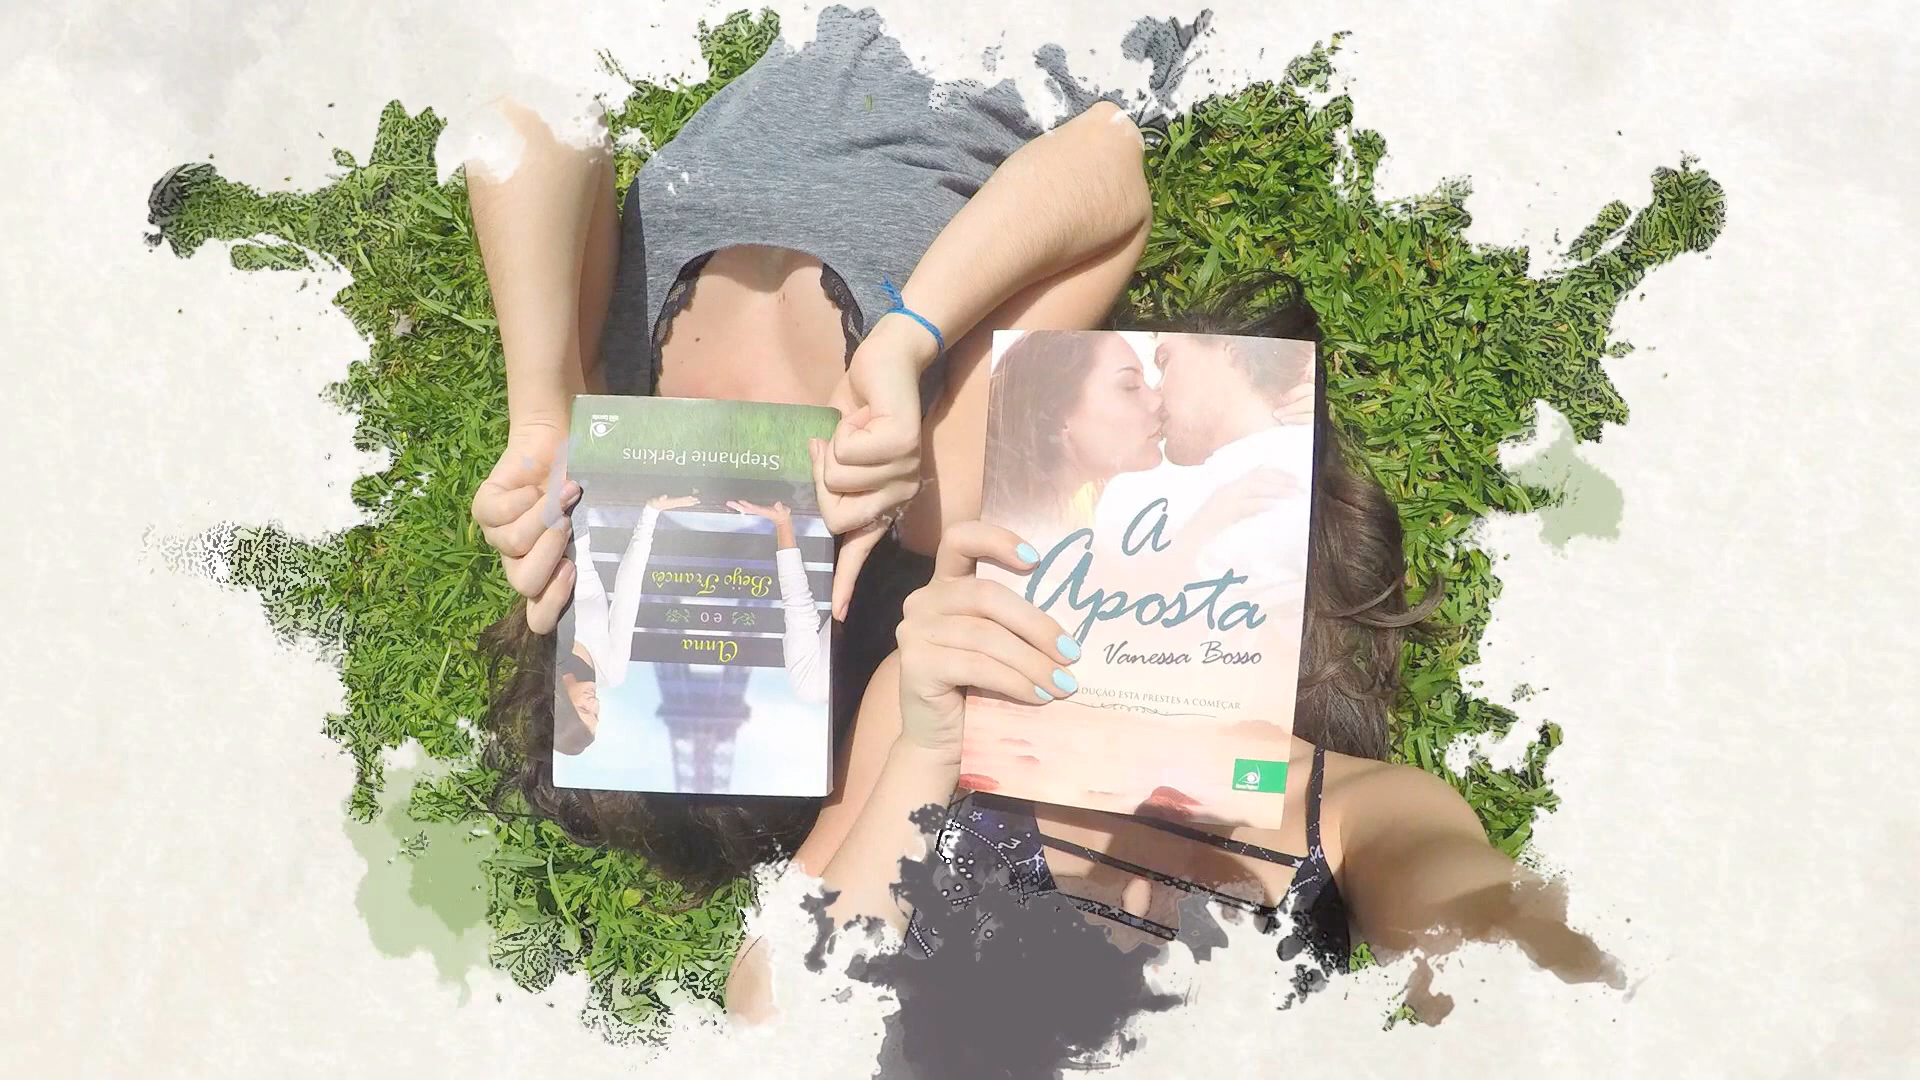 Stephanie Perkins
Anna
e o
Beijo Francês
A
Aposta
Vanessa Bosso
DUÇÃO ESTÁ PRESTES A COMEÇAR